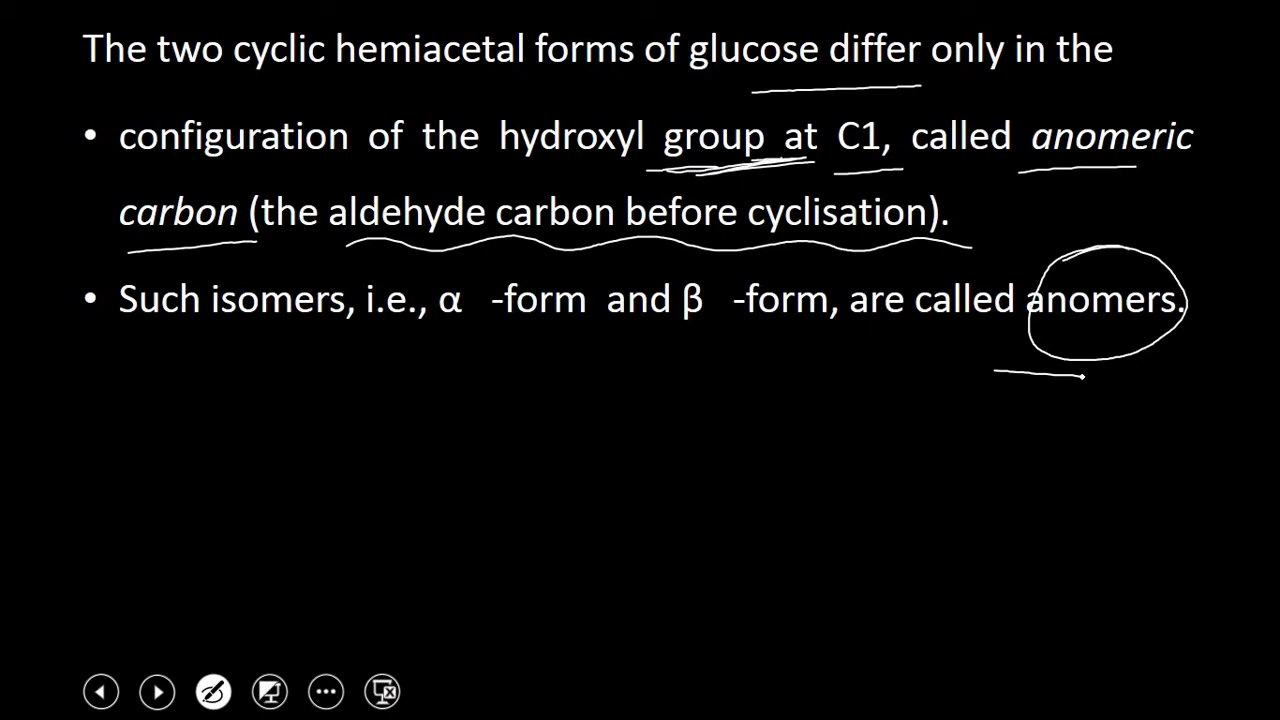 The two cyclic hemiacetal forms of glucose differ only in the
• configuration of the hydroxyl group at C1, called anomeric
carbon (the aldehyde carbon before cyclisation).
• Such isomers, i.e., α -form and β -form, are called anomers.